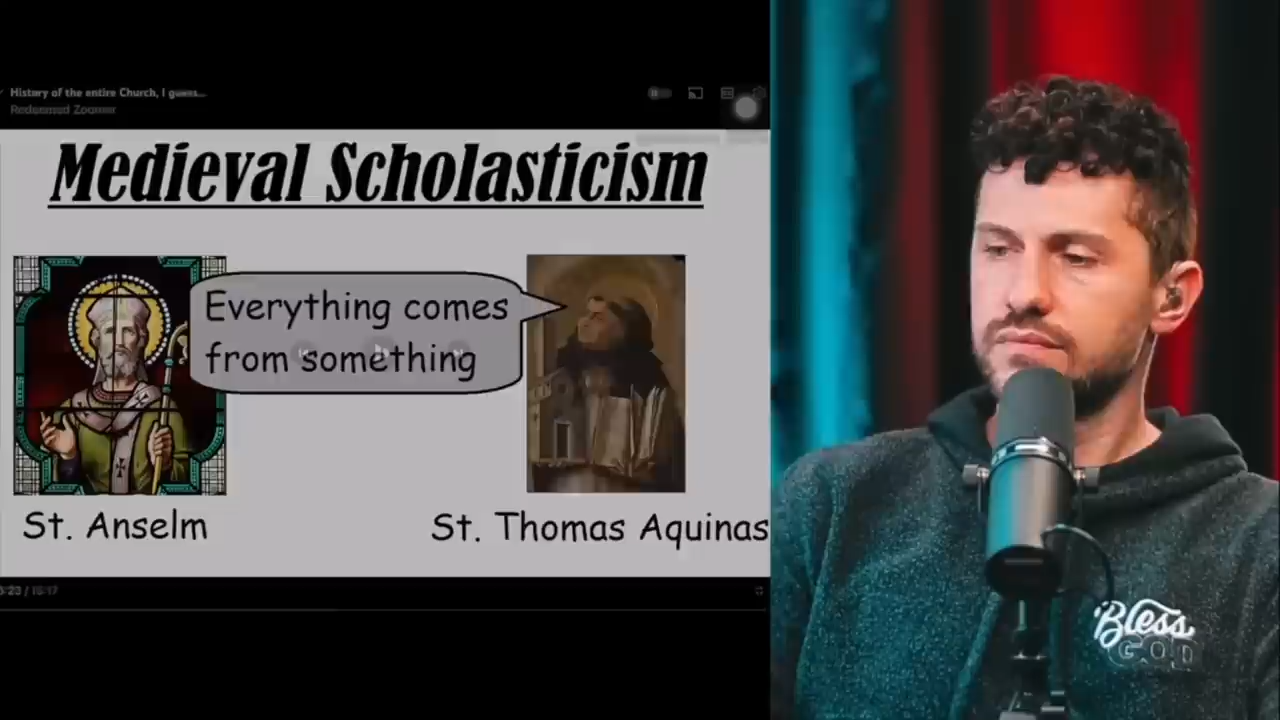 History of the entire Church, I guess...
Redeemed Zoomer
Medieval Scholasticism
Everything comes
from something
St. Anselm
St. Thomas Aquinas
Bless
GOD